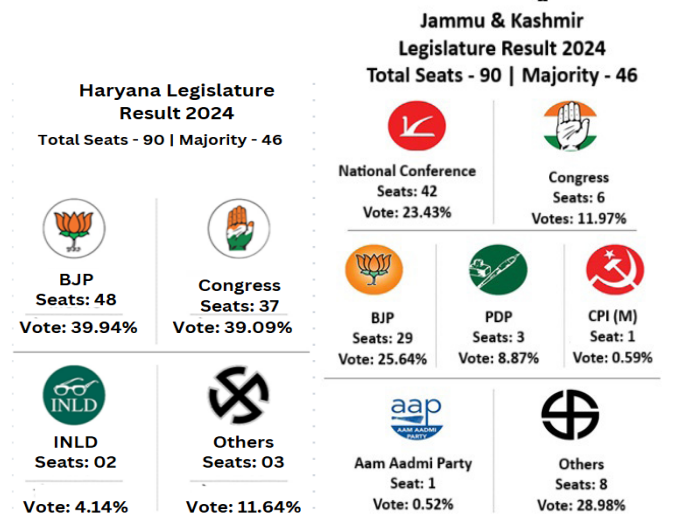 Haryana Legislature
Result 2024
Total Seats - 90 | Majority - 46
BJP
Seats: 48
Vote: 39.94%
Congress
Seats: 37
Vote: 39.09%
INLD
INLD
Seats: 02
Vote: 4.14%
Others
Seats: 03
Vote: 11.64%
Jammu & Kashmir
Legislature Result 2024
Total Seats - 90 | Majority - 46
National Conference
Seats: 42
Vote: 23.43%
Congress
Seats: 6
Votes: 11.97%
BJP
Seats: 29
Vote: 25.64%
PDP
Seats: 3
Vote: 8.87%
CPI (M)
Seat: 1
Vote: 0.59%
aap
AAM AADMI
PARTY
Aam Aadmi Party
Seat: 1
Vote: 0.52%
Others
Seats: 8
Vote: 28.98%